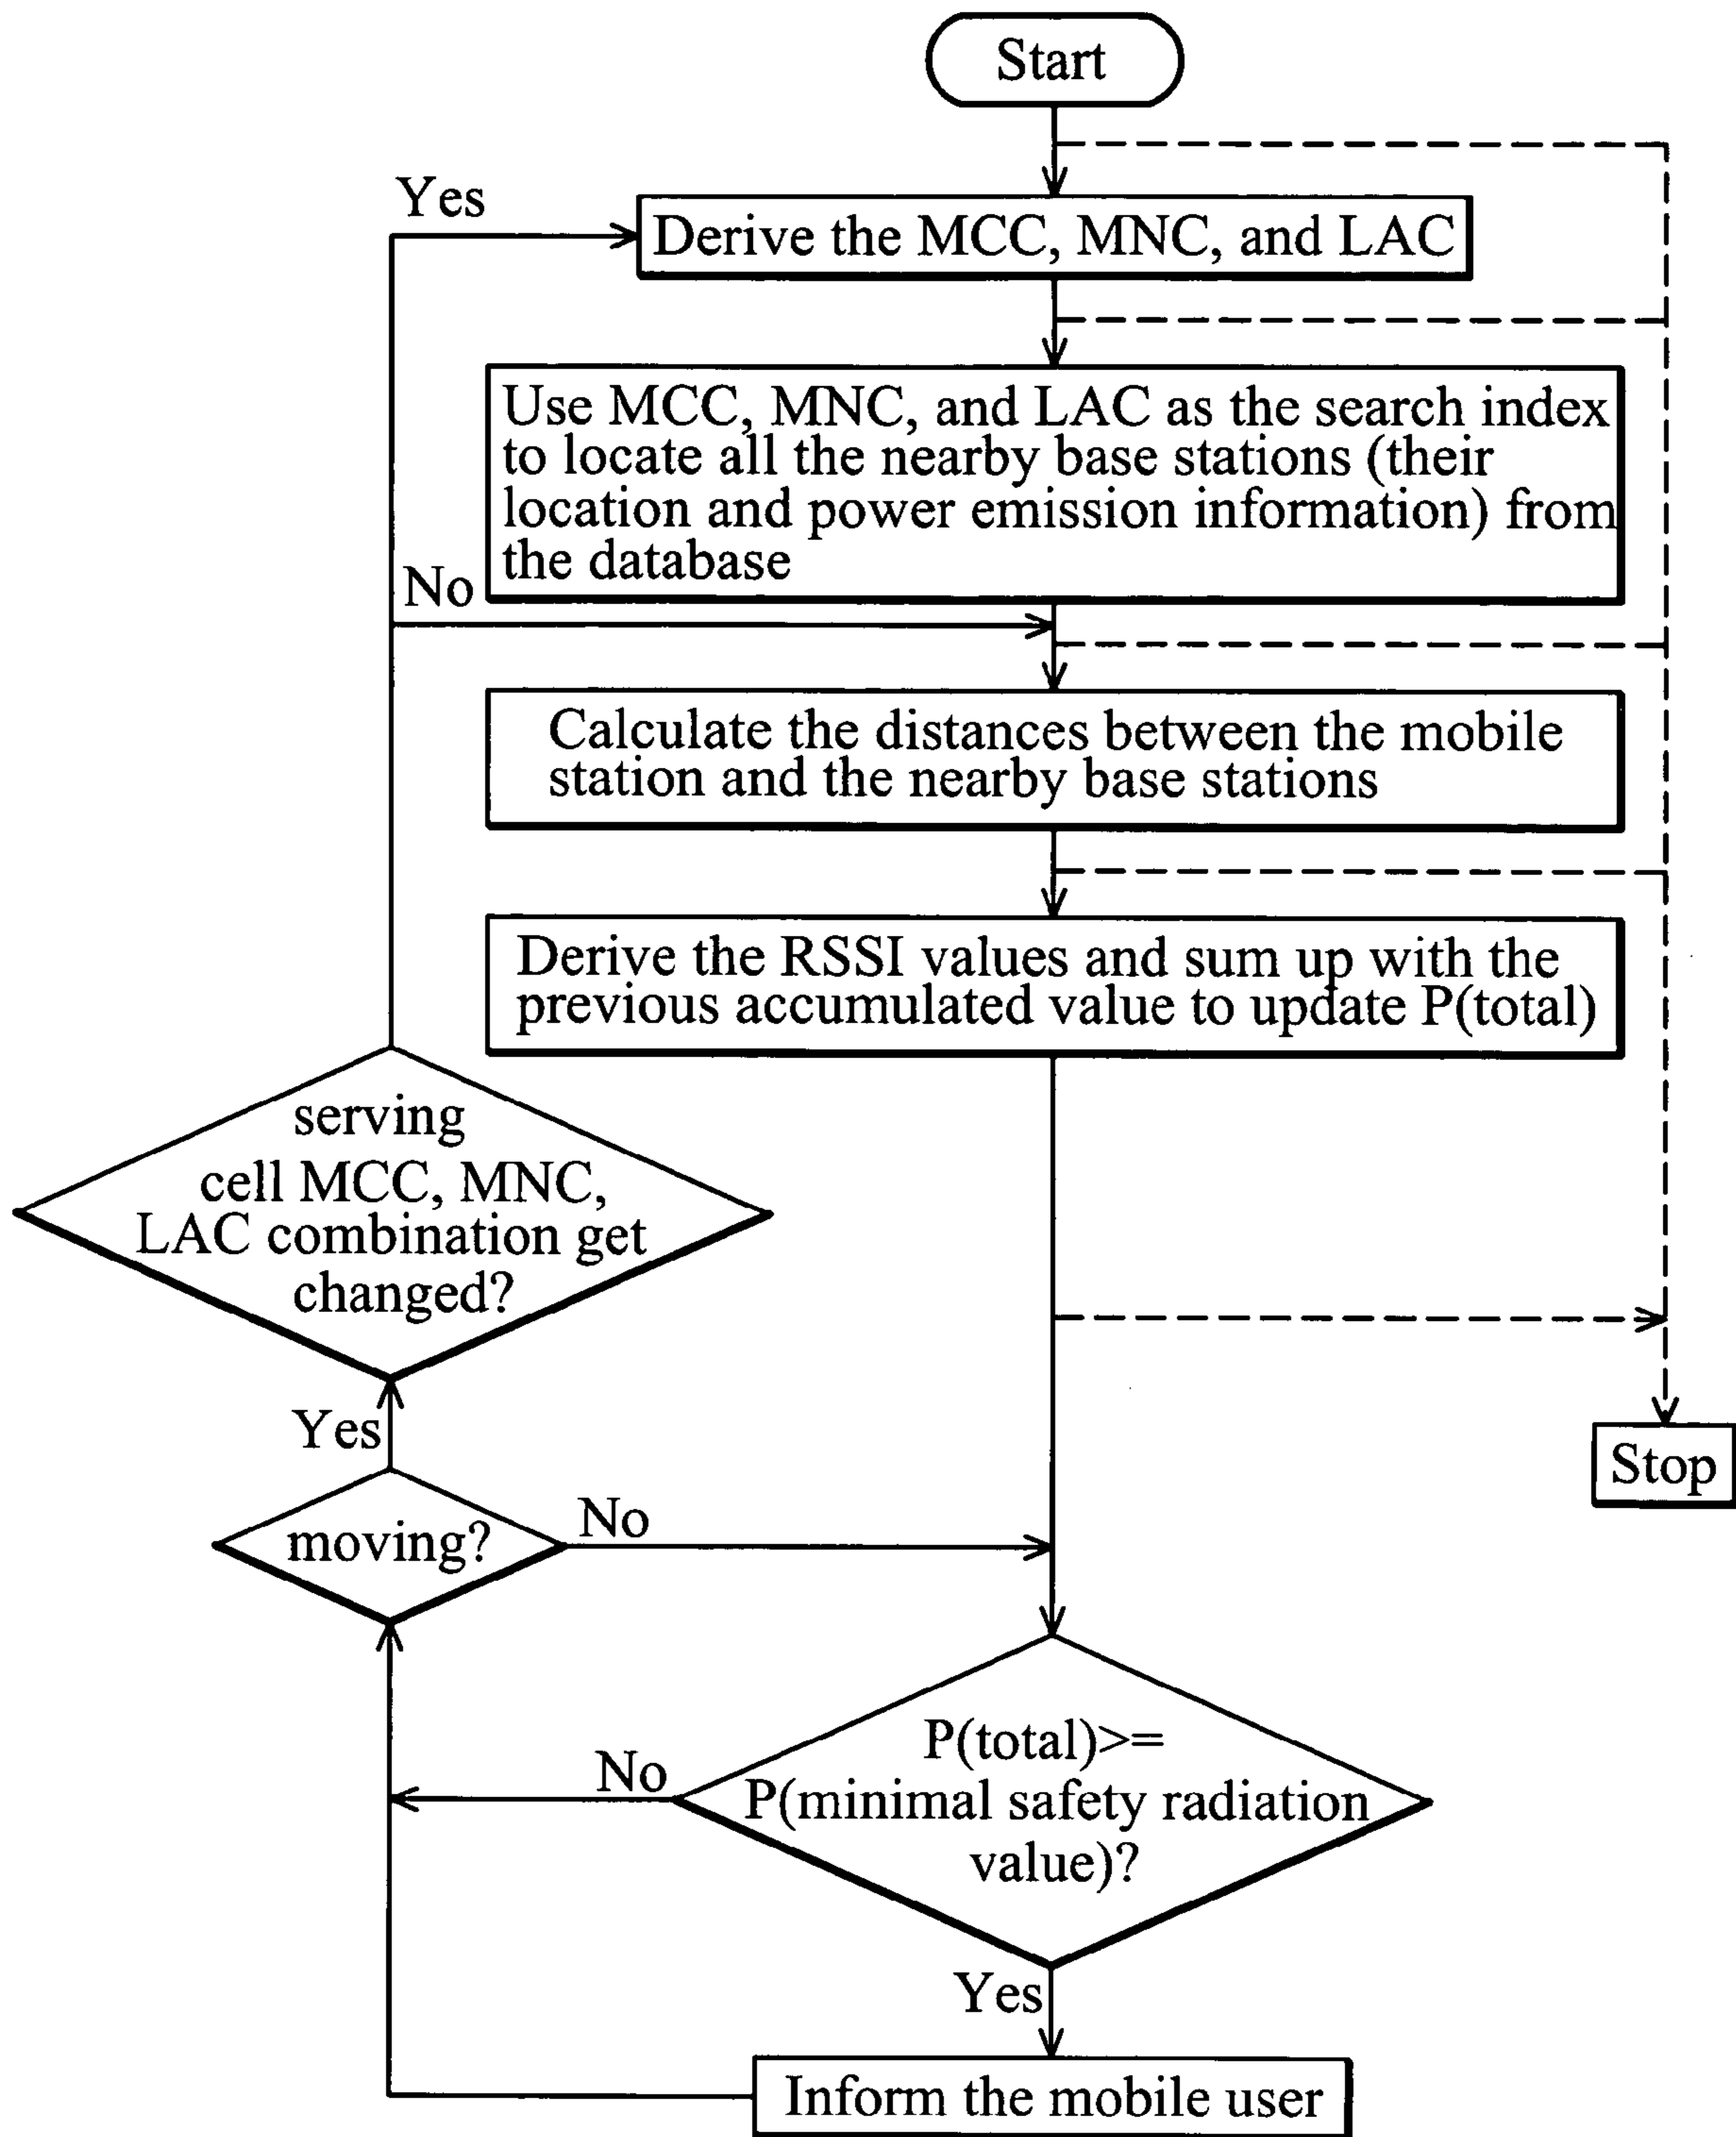 Start
Yes
Derive the MCC, MNC, and LAC
Use MCC, MNC, and LAC as the search index
to locate all the nearby base stations (their
location and power emission information) from
the database
No
Calculate the distances between the mobile
station and the nearby base stations
Derive the RSSI values and sum up with the
previous accumulated value to update P(total)
serving
cell MCC, MNC,
LAC combination get
changed?
Yes
Stop
moving?
No
P(total)>=
P(minimal safety radiation
value)?
No
Yes
Inform the mobile user